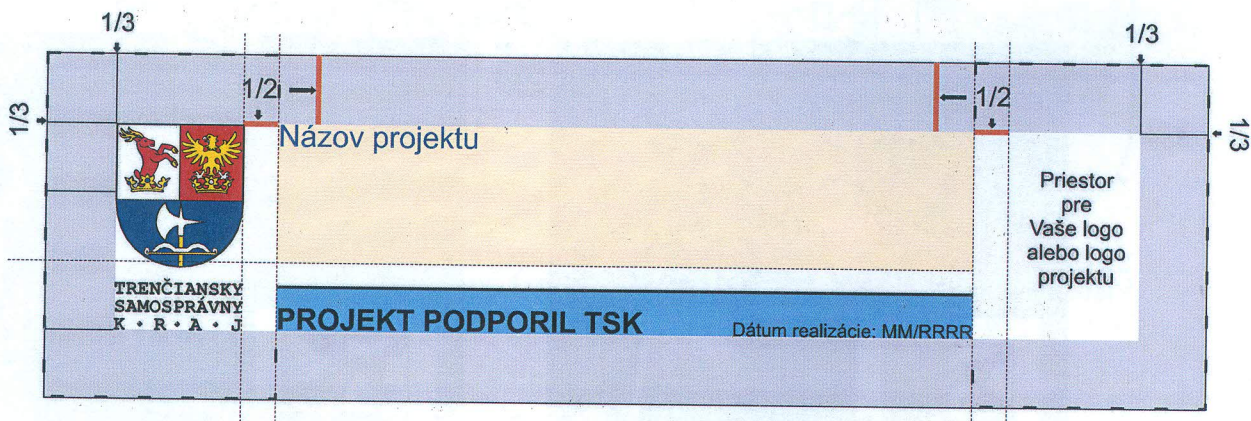 1/3
1/3
1/2
1/2
1/3
1/3
Názov projektu
Priestor
pre
Vaše logo
alebo logo
projektu
TRENČIANSKY
SAMOSPRÁVNY
K · R · A · J
PROJEKT PODPORIL TSK
Dátum realizácie: MM/RRRR